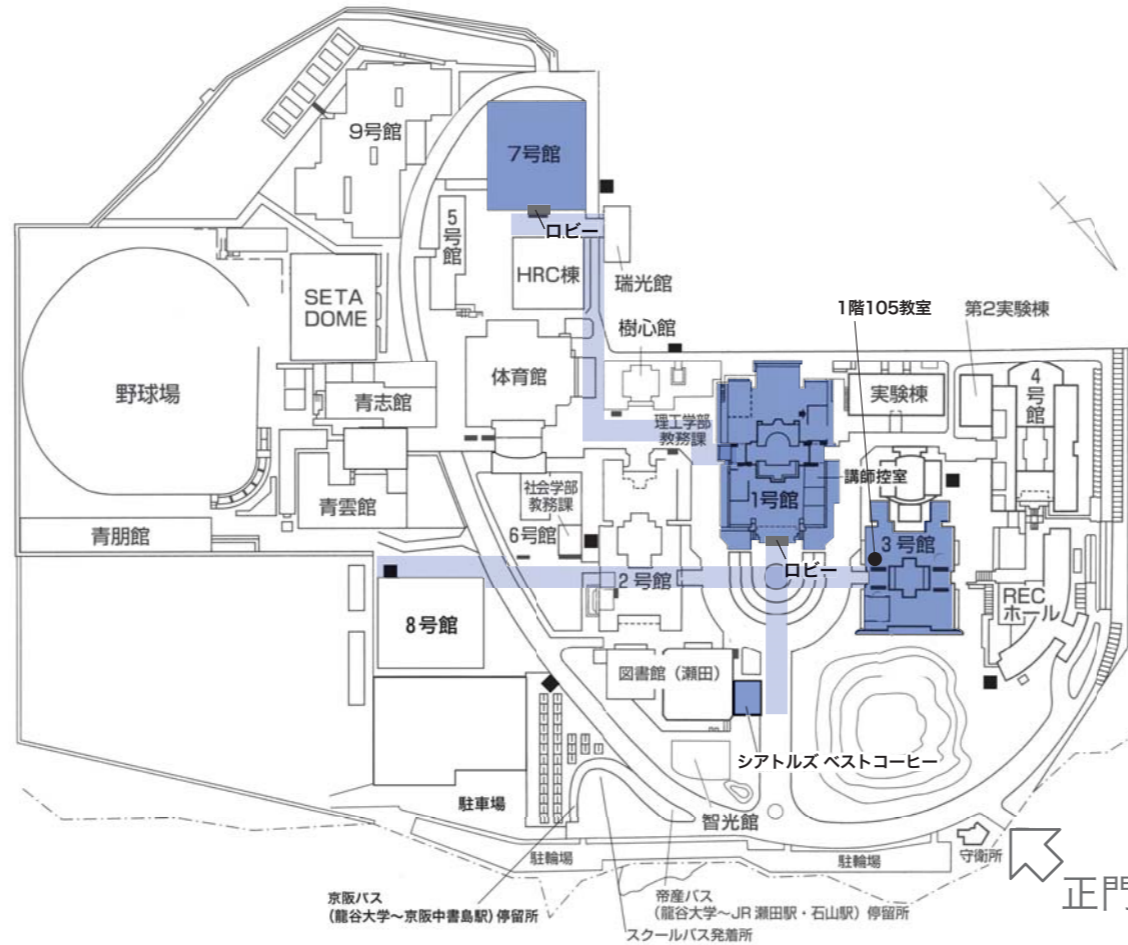 9号館
7号館
5
号
館
ロビー
HRC棟
瑞光館
SETA
DOME
樹心館
1階105教室
第2実験棟
4
号
館
野球場
体育館
青志館
実験棟
理工学部
教務課
講師控室
社会学部
教務課
1号館
青雲館
青朋館
6号館
3号館
ロビー
2号館
REC
ホール
8号館
図書館（瀬田）
シアトルズ ベストコーヒー
駐車場
智光館
駐輪場
駐輪場
守衛所
正門
京阪バス
（龍谷大学～京阪中書島駅）停留所
帝産バス
（龍谷大学～JR瀬田駅・石山駅）停留所
スクールバス発着所